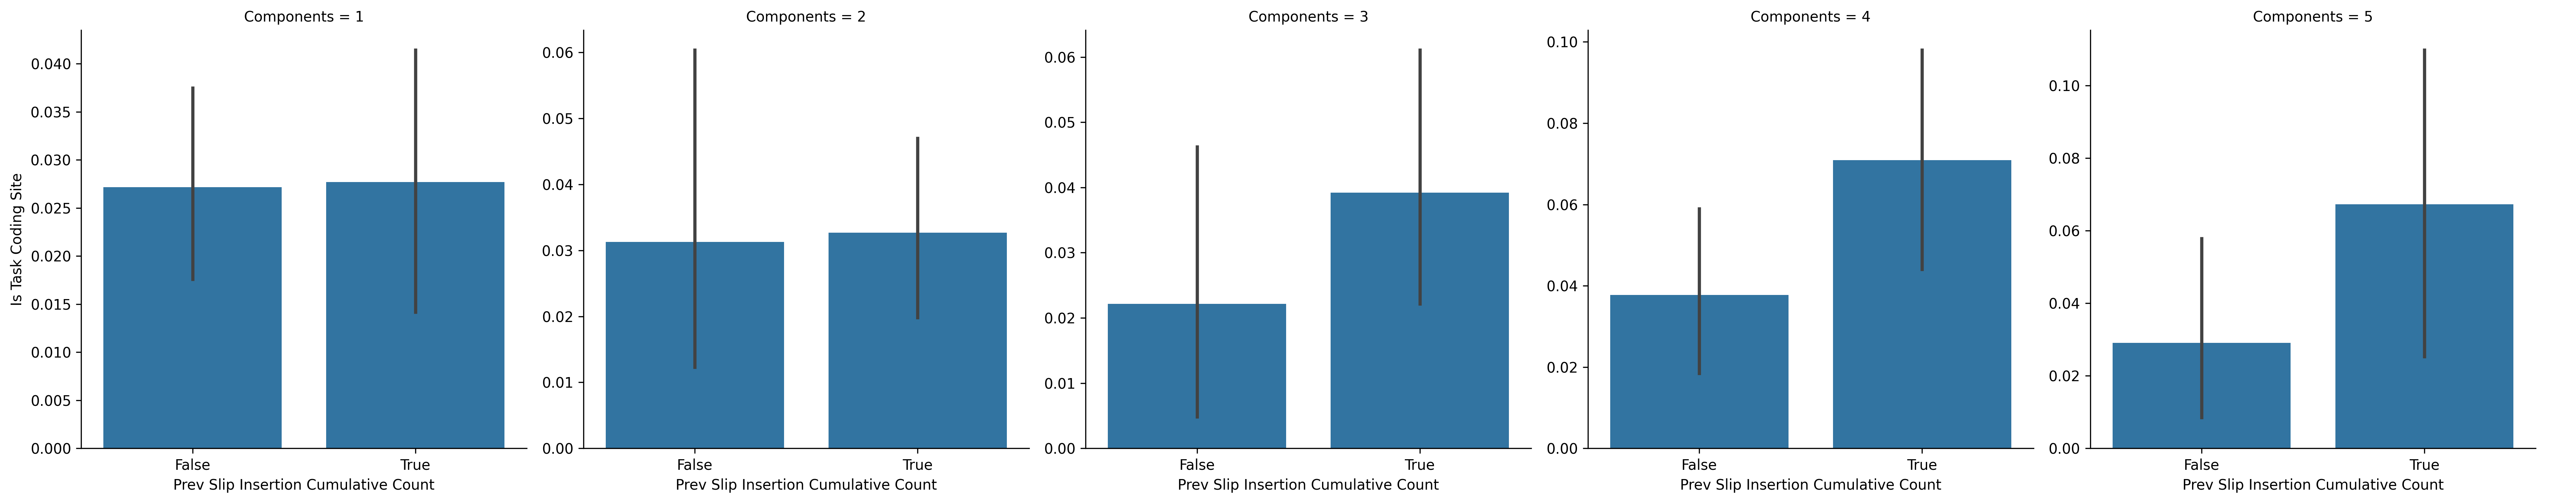 Components = 1
Components = 2
Components = 3
Components = 4
Components = 5
Is Task Coding Site
0.040
0.035
0.030
0.025
0.020
0.015
0.010
0.005
0.000
False
True
Prev Slip Insertion Cumulative Count
0.06
0.05
0.04
0.03
0.02
0.01
0.00
False
True
Prev Slip Insertion Cumulative Count
0.06
0.05
0.04
0.03
0.02
0.01
0.00
False
True
Prev Slip Insertion Cumulative Count
0.10
0.08
0.06
0.04
0.02
0.00
False
True
Prev Slip Insertion Cumulative Count
0.10
0.08
0.06
0.04
0.02
0.00
False
True
Prev Slip Insertion Cumulative Count